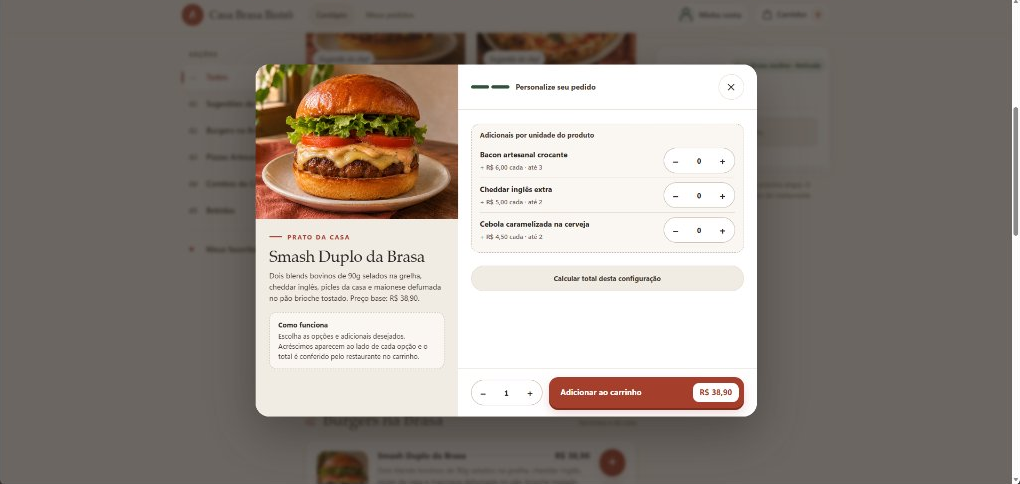 Casa Brasa Bistrô
Cardápio
Meus pedidos
Minha conta
Carrinho
Todos
Bebidas
Personalize seu pedido
Adicionais por unidade do produto
Bacon artesanal crocante
+ R$ 6,00 cada · até 3
− 0 +
Cheddar inglês extra
+ R$ 5,00 cada · até 2
− 0 +
Cebola caramelizada na cerveja
+ R$ 4,50 cada · até 2
− 0 +
Calcular total desta configuração
PRATO DA CASA
Smash Duplo da Brasa
Dois blends bovinos de 90g selados na grelha,
cheddar inglês, picles da casa e maionese defumada
no pão brioche tostado. Preço base: R$ 38,90.
Como funciona
Escolha as opções e adicionais desejados.
Acréscimos aparecem ao lado de cada opção e o
total é conferido pelo restaurante no carrinho.
− 1 +
Adicionar ao carrinho
R$ 38,90
Burgers na Brasa
Smash Duplo da Brasa
R$ 38,90